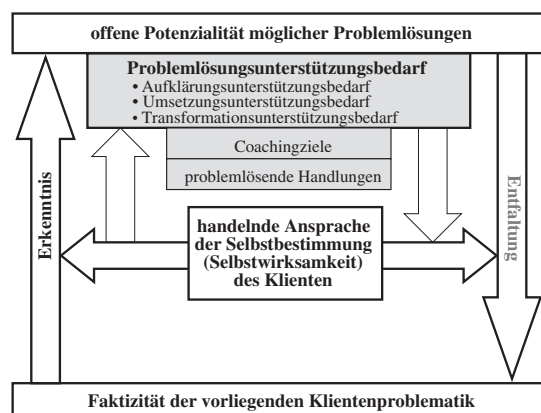 offene Potenzialität möglicher Problemlösungen
Problemlösungsunterstützungsbedarf
• Aufklärungsunterstützungsbedarf
• Umsetzungsunterstützungsbedarf
• Transformationsunterstützungsbedarf
Coachingziele
problemlösende Handlungen
Erkenntnis
handelnde Ansprache
der Selbstbestimmung
(Selbstwirksamkeit)
des Klienten
Entfaltung
Faktizität der vorliegenden Klientenproblematik